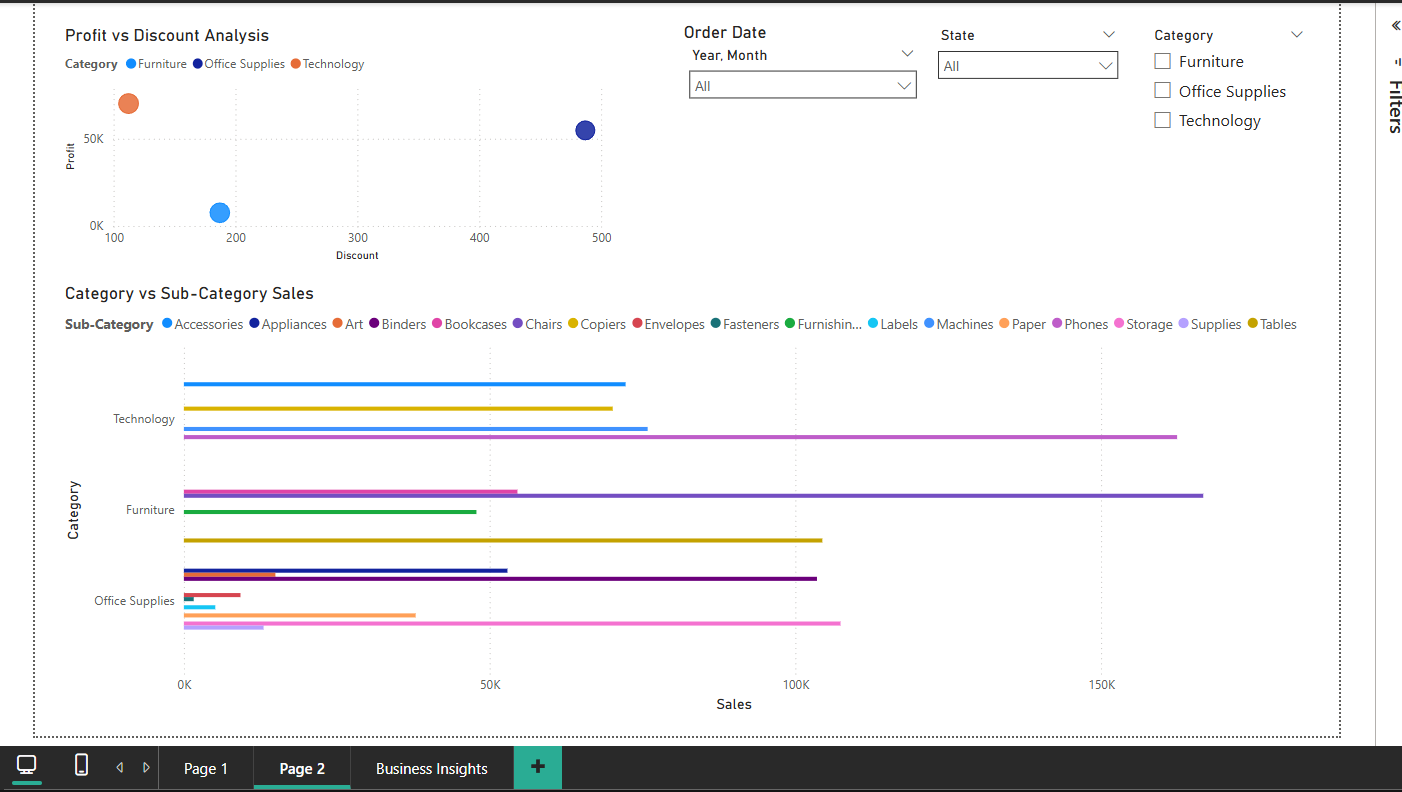 Profit vs Discount Analysis
Category Furniture Office Supplies Technology
50K
0K
Profit
100 200 300 400 500
Discount
Order Date
Year, Month
All
State
All
Category
Furniture
Office Supplies
Technology
Filters
Category vs Sub-Category Sales
Sub-Category Accessories Appliances Art Binders Bookcases Chairs Copiers Envelopes Fasteners Furnishin... Labels Machines Paper Phones Storage Supplies Tables
Technology
Furniture
Office Supplies
Category
0K 50K 100K 150K
Sales
Page 1 Page 2 Business Insights +